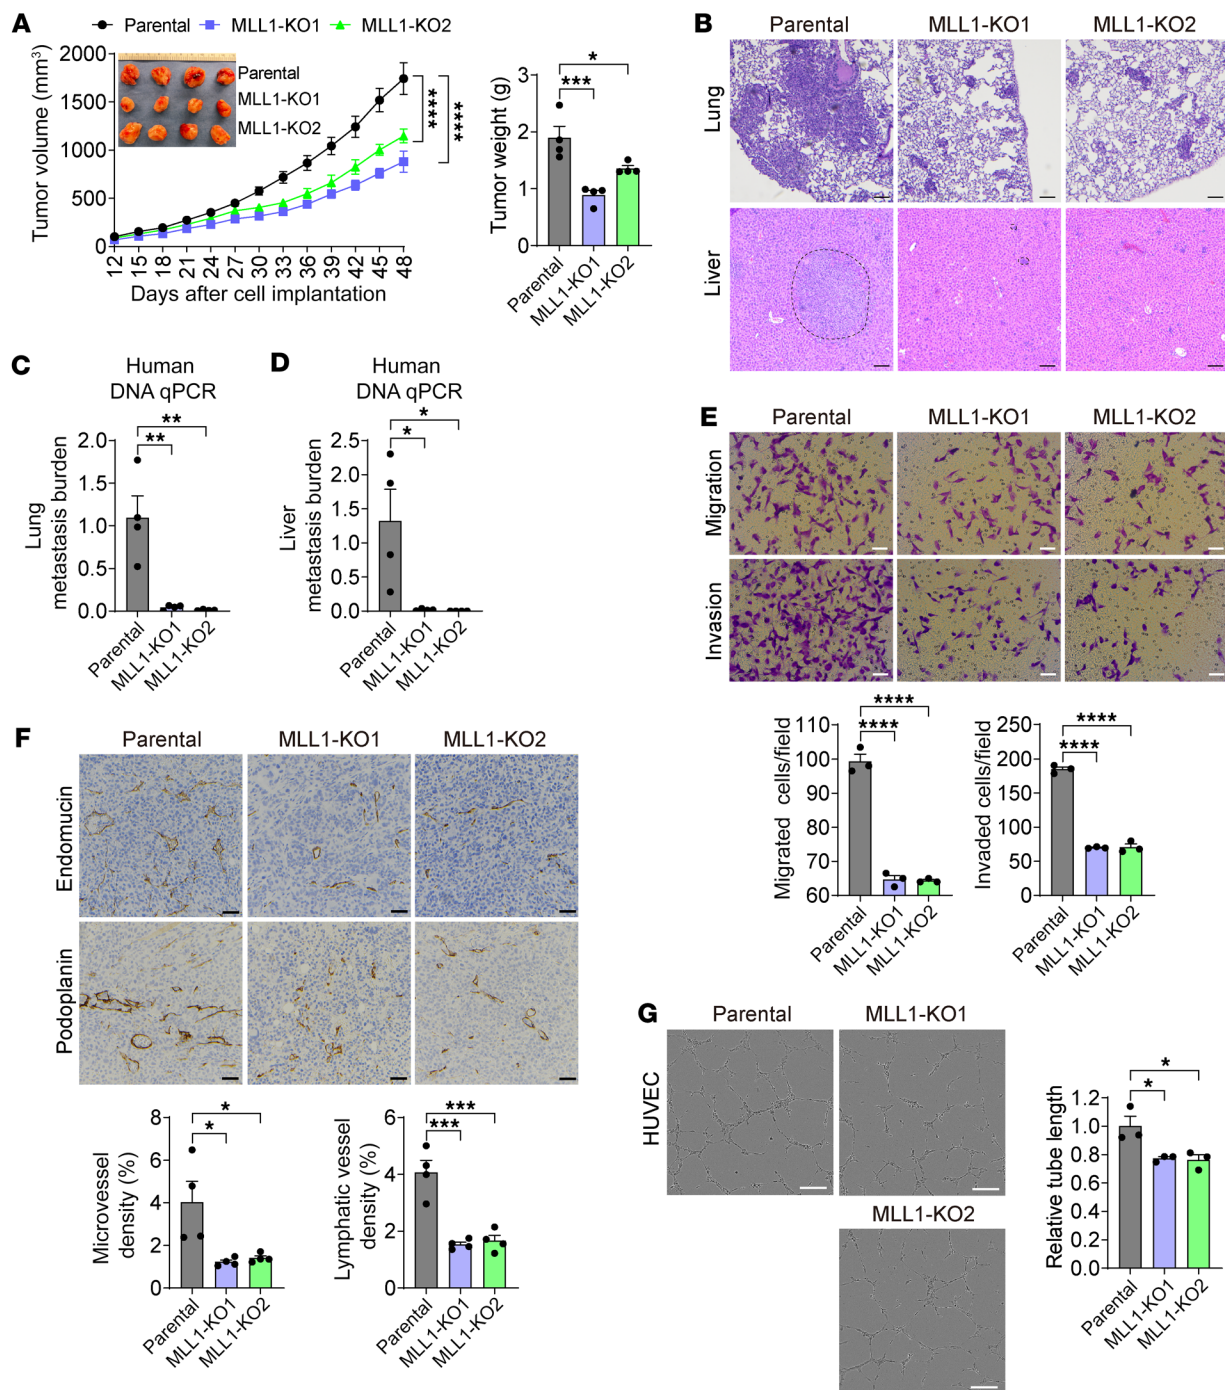 A
Parental MLL1-KO1 MLL1-KO2
Tumor volume (mm³)
2000
1500
1000
500
0
Parental
MLL1-KO1
MLL1-KO2
****
****
12 15 18 21 24 27 30 33 36 39 42 45 48
Days after cell implantation
Tumor weight (g)
3
2
1
0
*
***
Parental
MLL1-KO1
MLL1-KO2
B
Parental MLL1-KO1 MLL1-KO2
Lung
Liver
C
Human
DNA qPCR
Lung
metastasis burden
2.0
1.5
1.0
0.5
0.0
**
**
Parental
MLL1-KO1
MLL1-KO2
D
Human
DNA qPCR
Liver
metastasis burden
2.5
2.0
1.5
1.0
0.5
0.0
*
*
Parental
MLL1-KO1
MLL1-KO2
E
Parental MLL1-KO1 MLL1-KO2
Migration
Invasion
Migrated cells/field
110
100
90
80
70
60
****
****
Parental
MLL1-KO1
MLL1-KO2
Invaded cells/field
250
200
150
100
50
0
****
****
Parental
MLL1-KO1
MLL1-KO2
F
Parental MLL1-KO1 MLL1-KO2
Endomucin
Podoplanin
Microvessel
density (%)
8
6
4
2
0
*
*
Parental
MLL1-KO1
MLL1-KO2
Lymphatic vessel
density (%)
6
4
2
0
***
***
Parental
MLL1-KO1
MLL1-KO2
G
Parental MLL1-KO1
HUVEC
MLL1-KO2
Relative tube length
1.2
1.0
0.8
0.6
0.4
0.2
0.0
*
*
Parental
MLL1-KO1
MLL1-KO2